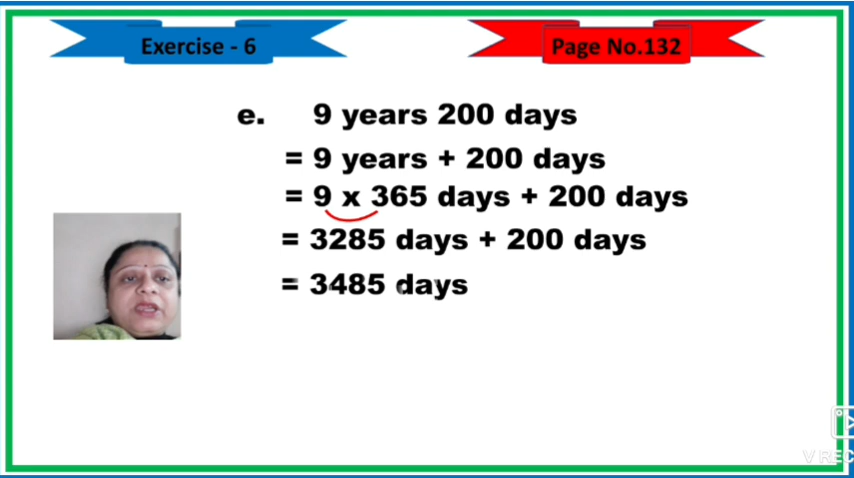 Exercise - 6
Page No.132
e. 9 years 200 days
= 9 years + 200 days
= 9 x 365 days + 200 days
= 3285 days + 200 days
= 3485 days
V REC